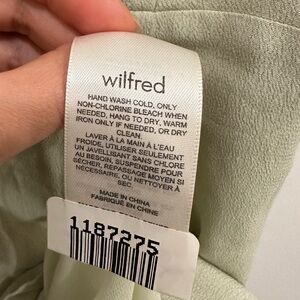 wilfred
HAND WASH COLD, ONLY
NON-CHLORINE BLEACH WHEN
NEEDED, HANG TO DRY, WARM
IRON ONLY IF NEEDED, OR DRY
CLEAN.
LAVER À LA MAIN À L'EAU
FROIDE, UTILISER SEULEMENT
UN JAVELLISANT SANS CHLORE
AU BESOIN, SUSPENDRE POUR
SÉCHER, REPASSAGE MOYEN SI
NÉCESSAIRE, OU NETTOYER À
SEC.
MADE IN CHINA
FABRIQUÉ EN CHINE
1187275